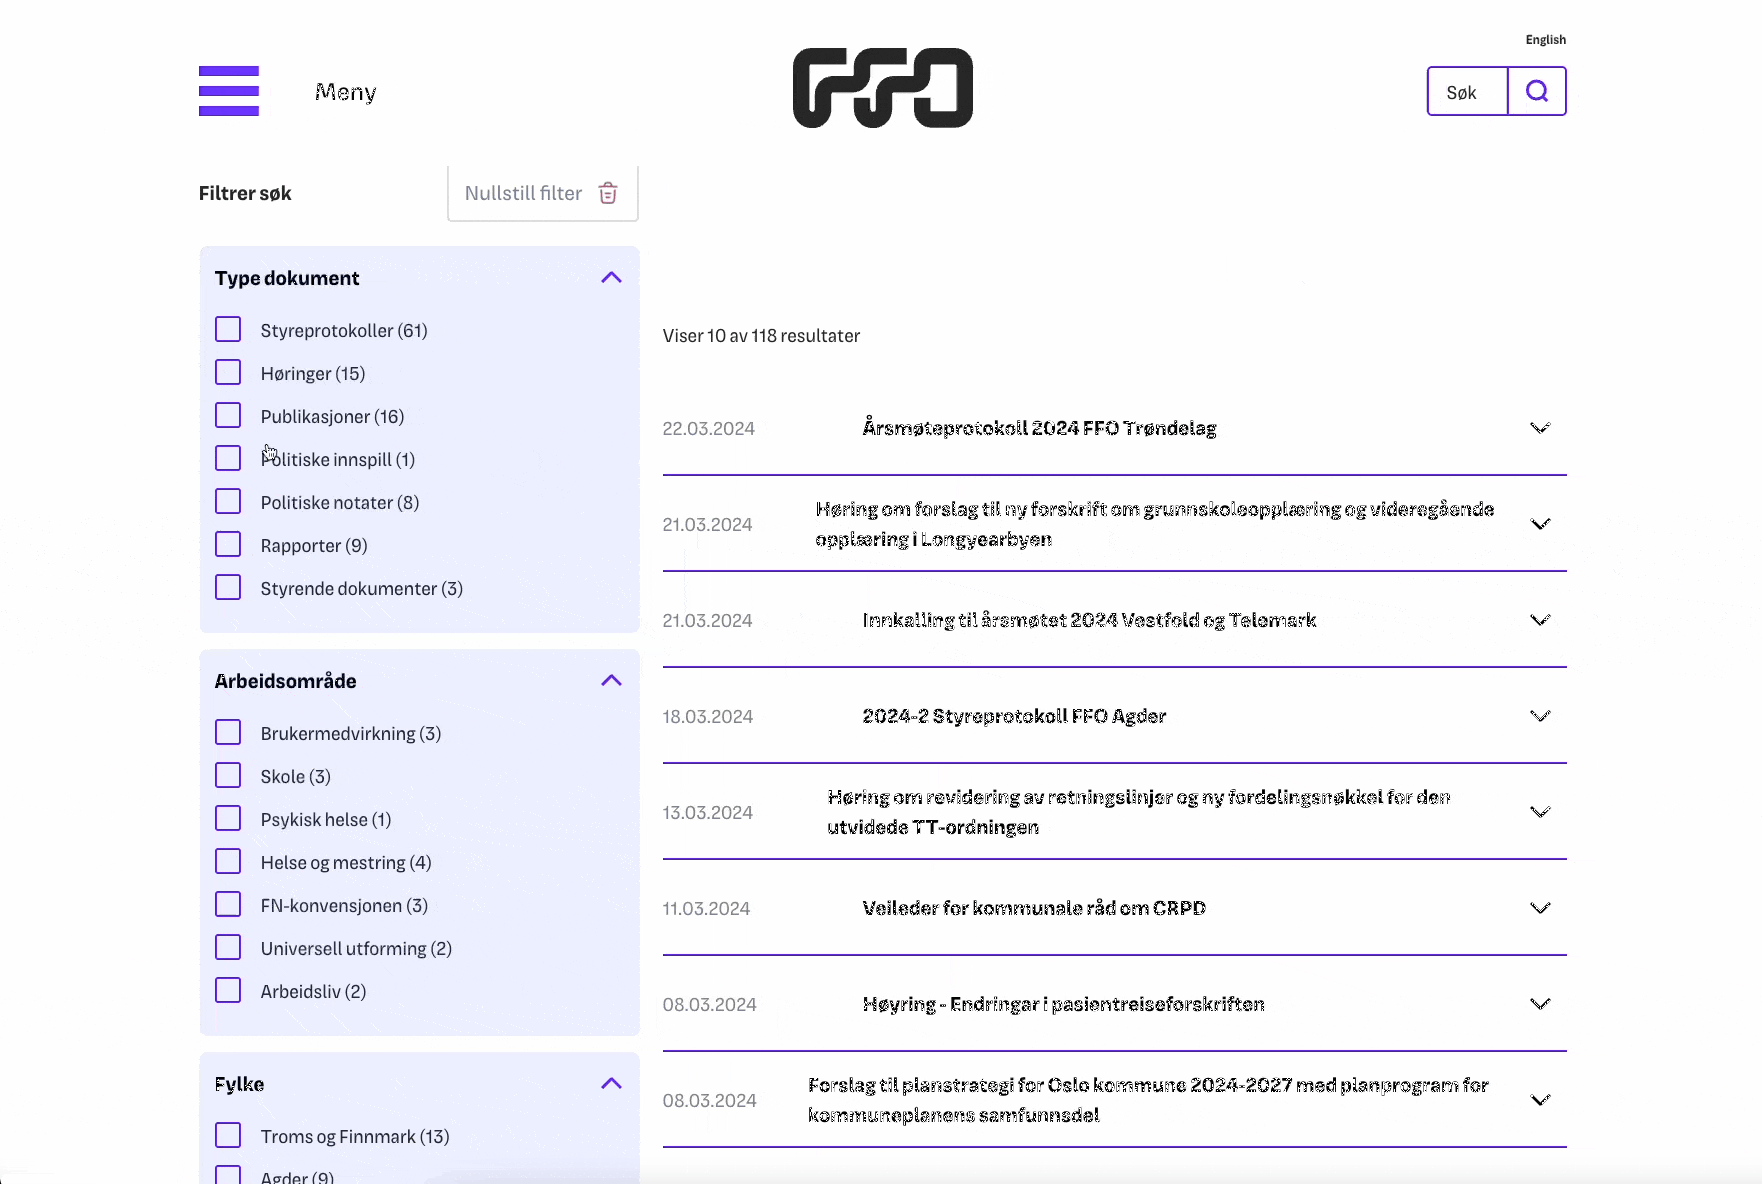 English
Meny
FFO
Søk
Filtrer søk
Nullstill filter
Type dokument
Styreprotokoller (61)
Høringer (15)
Publikasjoner (16)
Politiske innspill (1)
Politiske notater (8)
Rapporter (9)
Styrende dokumenter (3)
Arbeidsområde
Brukermedvirkning (3)
Skole (3)
Psykisk helse (1)
Helse og mestring (4)
FN-konvensjonen (3)
Universell utforming (2)
Arbeidsliv (2)
Fylke
Troms og Finnmark (13)
Agder (9)
Viser 10 av 118 resultater
22.03.2024 Årsmøteprotokoll 2024 FFO Trøndelag
21.03.2024 Høring om forslag til ny forskrift om grunnskoleopplæring og videregående
opplæring i Longyearbyen
21.03.2024 Innkalling til årsmøtet 2024 Vestfold og Telemark
18.03.2024 2024-2 Styreprotokoll FFO Agder
13.03.2024 Høring om revidering av retningslinjer og ny fordelingsnøkkel for den
utvidede TT-ordningen
11.03.2024 Veileder for kommunale råd om CRPD
08.03.2024 Høyring - Endringar i pasientreiseforskriften
08.03.2024 Forslag til planstrategi for Oslo kommune 2024-2027 med planprogram for
kommuneplanens samfunnsdel